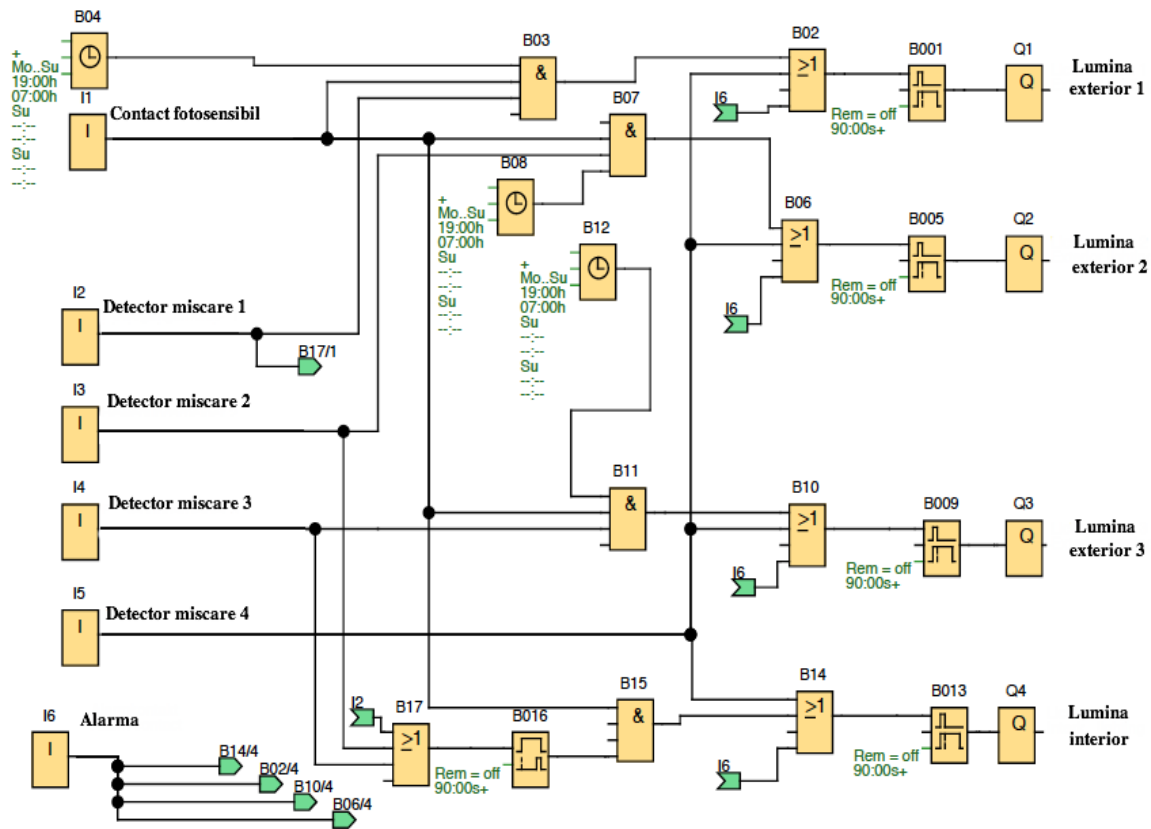 B04
+
Mo..Su
19:00h
07:00h
Su
--:--
--:--
Su
--:--
--:--
I1
I
Contact fotosensibil
B03
&
B07
&
B08
+
Mo..Su
19:00h
07:00h
Su
--:--
--:--
Su
--:--
--:--
B12
+
Mo..Su
19:00h
07:00h
Su
--:--
--:--
Su
--:--
--:--
B02
≥1
I6
B001
Rem = off
90:00s+
Q1
Q
Lumina
exterior 1
B06
≥1
I6
B005
Rem = off
90:00s+
Q2
Q
Lumina
exterior 2
I2
I
Detector miscare 1
B17/1
I3
I
Detector miscare 2
I4
I
Detector miscare 3
B11
&
B10
≥1
I6
B009
Rem = off
90:00s+
Q3
Q
Lumina
exterior 3
I5
I
Detector miscare 4
I6
I
Alarma
B14/4
B02/4
B10/4
B06/4
I2
B17
≥1
B016
Rem = off
90:00s+
B15
&
B14
≥1
I6
B013
Rem = off
90:00s+
Q4
Q
Lumina
interior